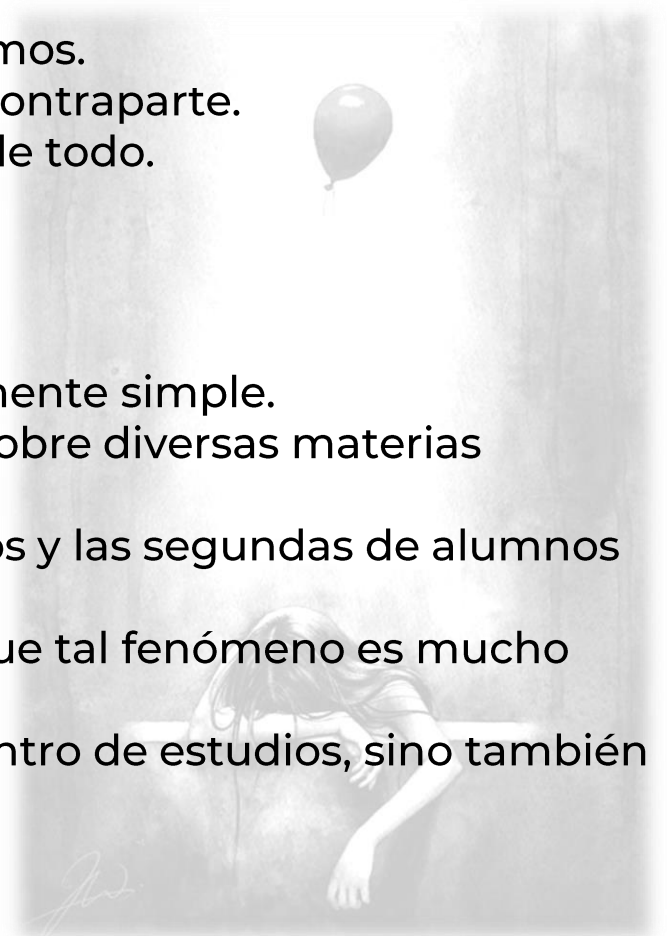 mos.
ontraparte.
le todo.
mente simple.
obre diversas materias
os y las segundas de alumnos
ue tal fenómeno es mucho
ntro de estudios, sino también